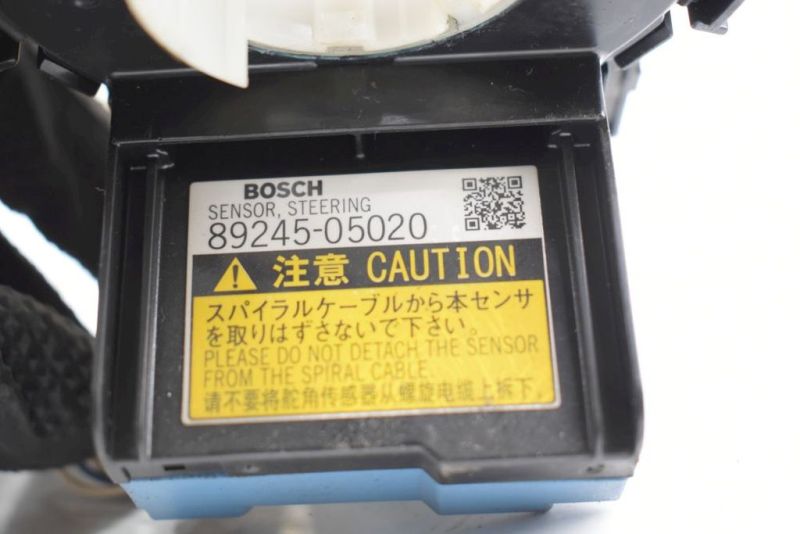 BOSCH
SENSOR, STEERING
89245-05020
注意 CAUTION
スパイラルケーブルから本センサ
を取りはずさないで下さい。
PLEASE DO NOT DETACH THE SENSOR
FROM THE SPIRAL CABLE.
请不要将舵角传感器从螺旋电缆上拆下。